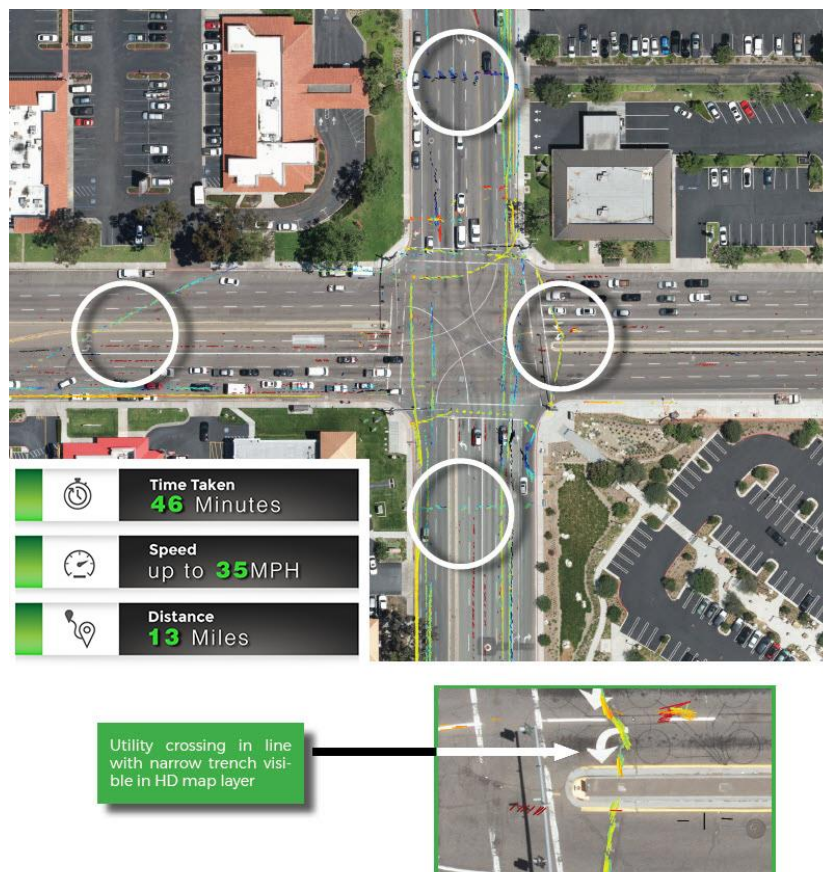 Time Taken
46 Minutes
Speed
up to 35MPH
Distance
13 Miles
Utility crossing in line
with narrow trench visi-
ble in HD map layer